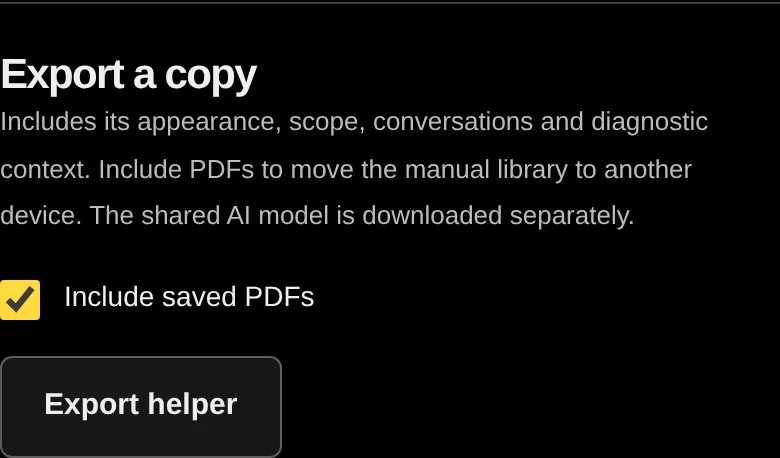 Export a copy
Includes its appearance, scope, conversations and diagnostic
context. Include PDFs to move the manual library to another
device. The shared AI model is downloaded separately.
Include saved PDFs
Export helper